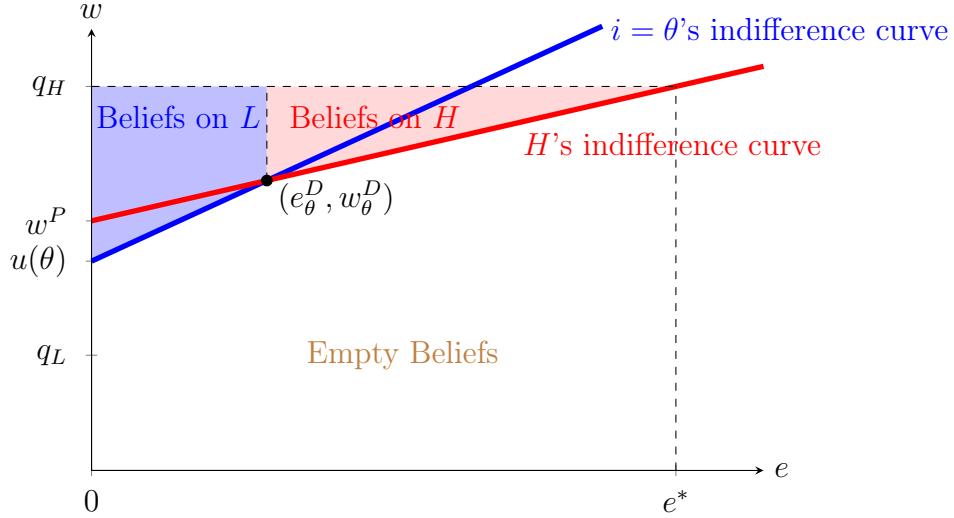 w
i = θ's indifference curve
q_H
Beliefs on L
Beliefs on H
H's indifference curve
(e_θ^D, w_θ^D)
w^P
u(θ)
q_L
Empty Beliefs
e
0
e*